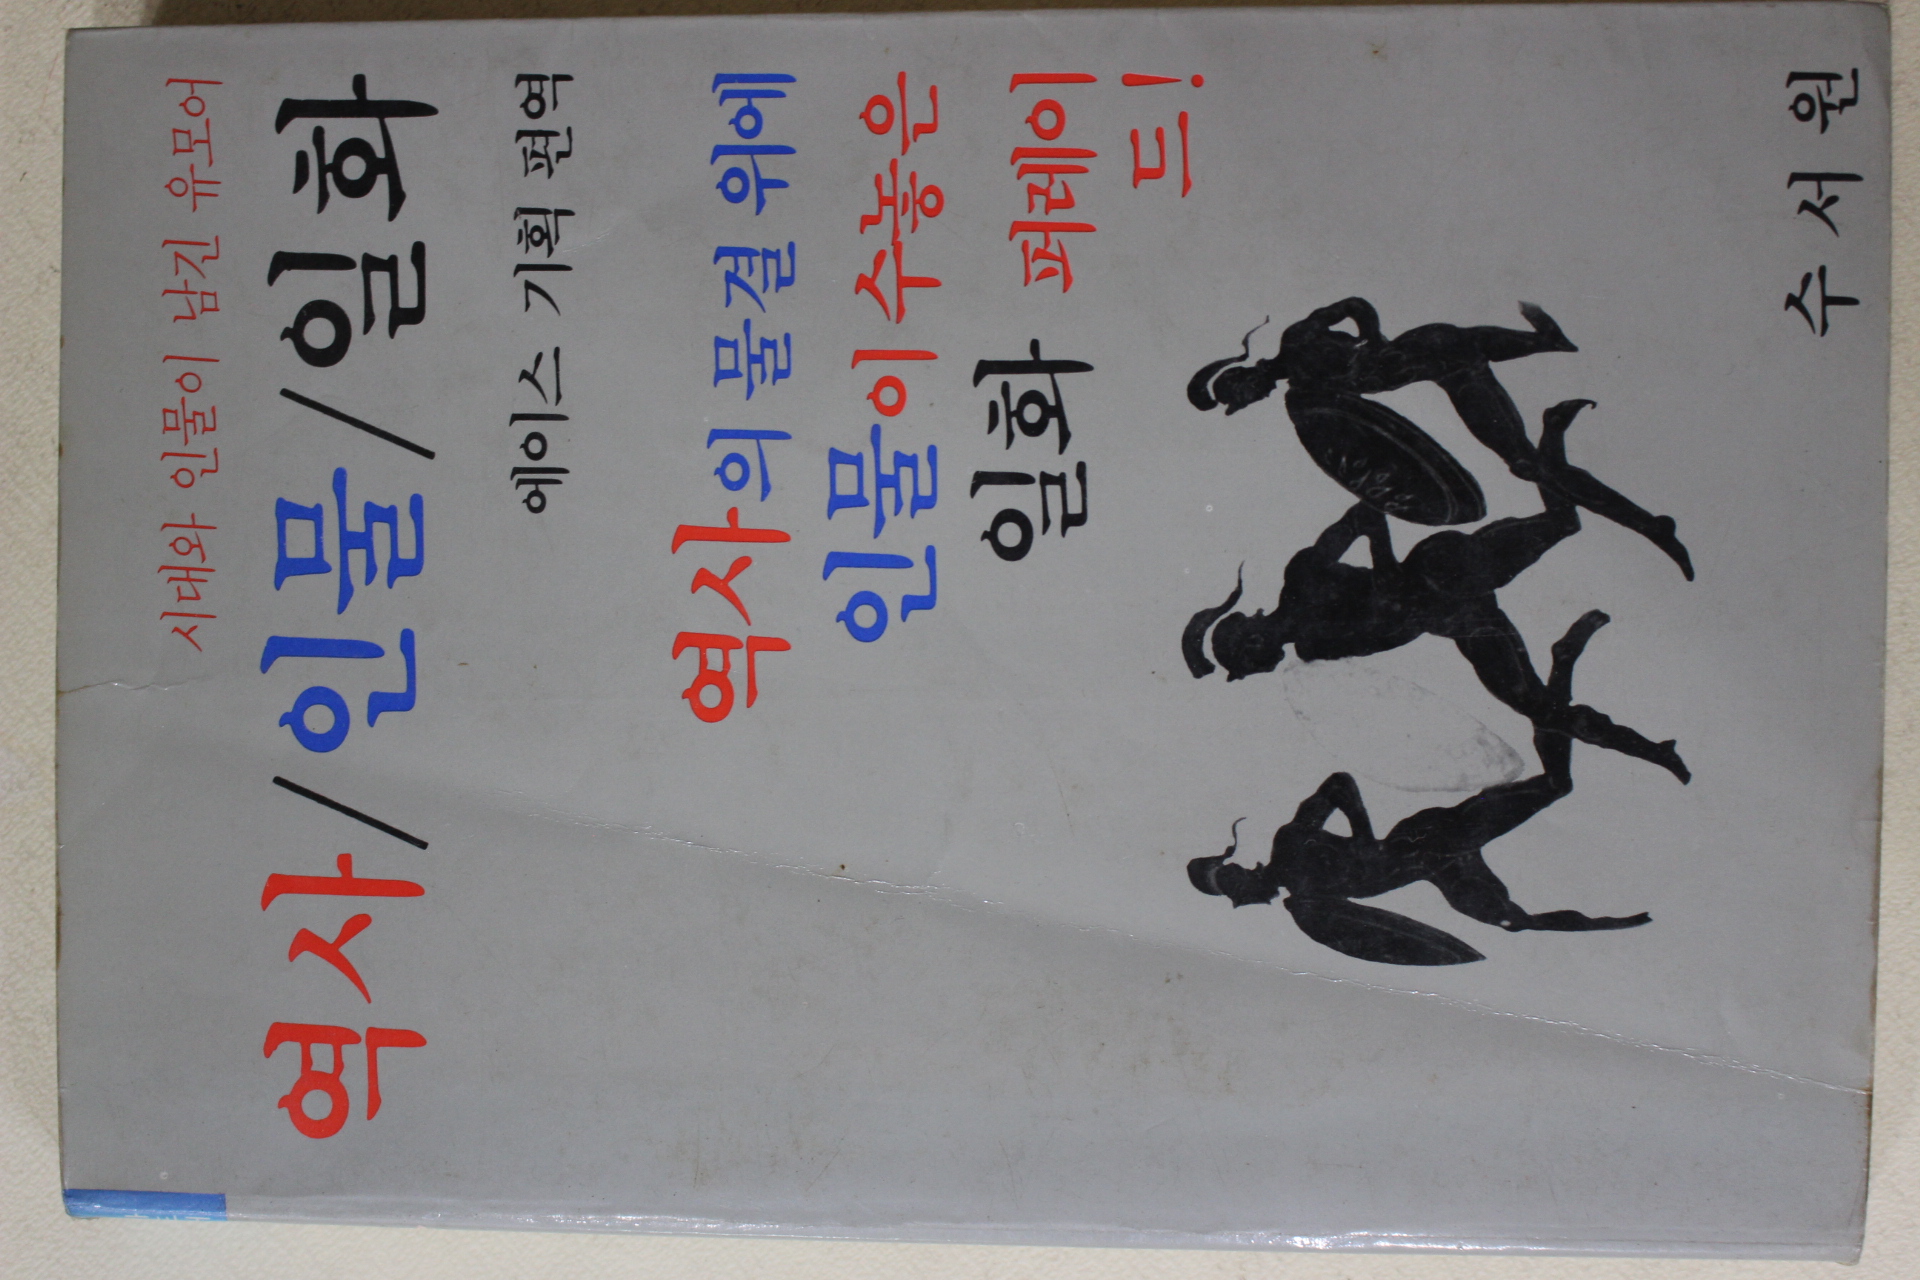 시대와 인물이 남긴 유모어
역사/인물/일화
에이스 기획 편역
역사의 물결 위에
인물이 수놓은
일화 퍼레이
드!
수서원